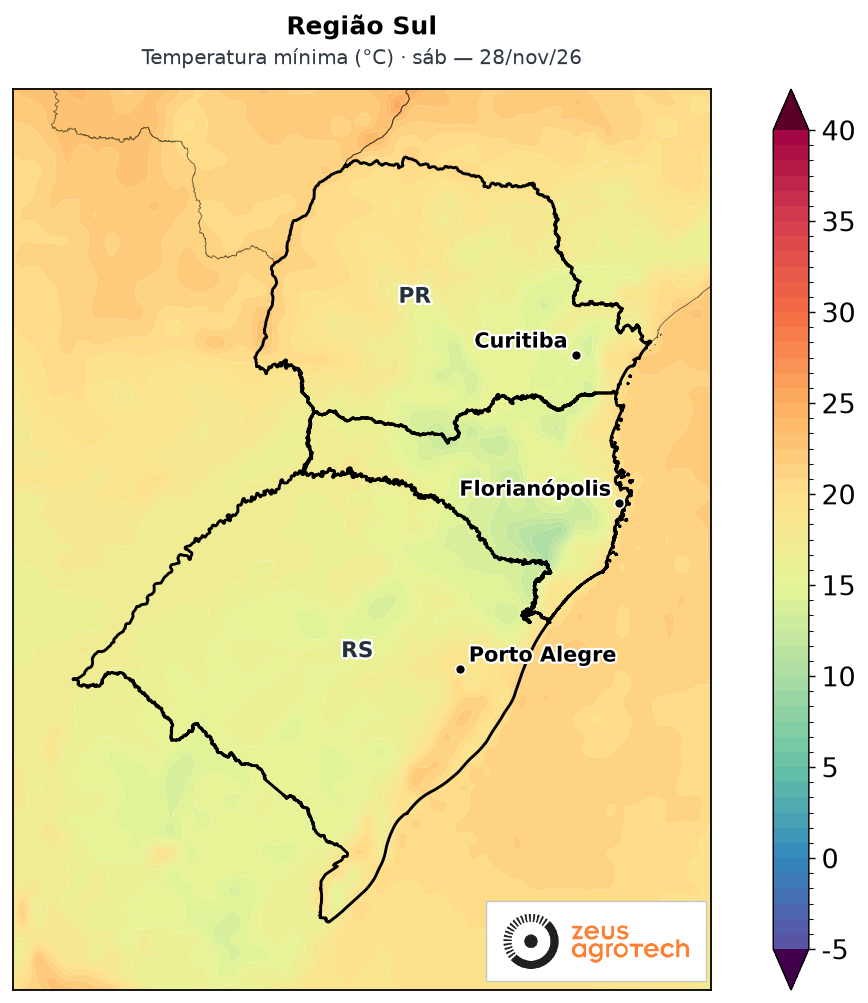 Região Sul
Temperatura mínima (°C) · sáb — 28/nov/26
PR
Curitiba
Florianópolis
RS
Porto Alegre
40
35
30
25
20
15
10
5
0
-5
zeus
agrotech